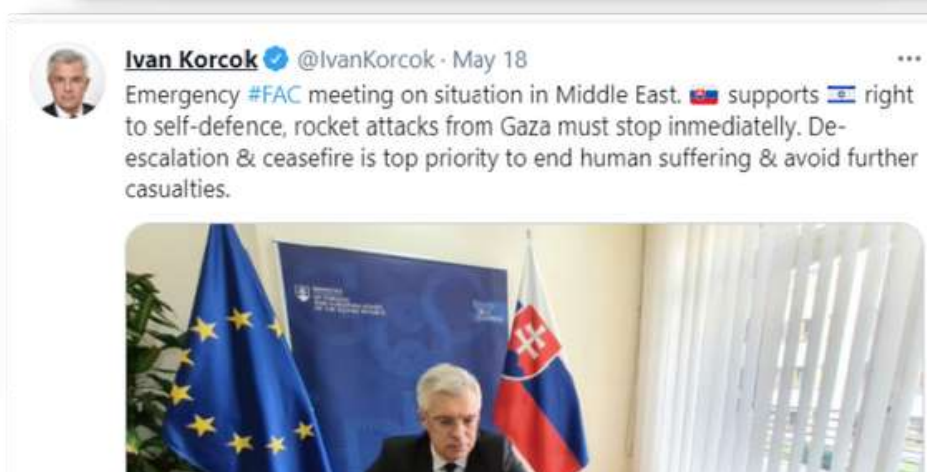 Ivan Korcok @IvanKorcok · May 18
Emergency #FAC meeting on situation in Middle East. 🇸🇰 supports 🇮🇱 right
to self-defence, rocket attacks from Gaza must stop inmediatelly. De-
escalation & ceasefire is top priority to end human suffering & avoid further
casualties.